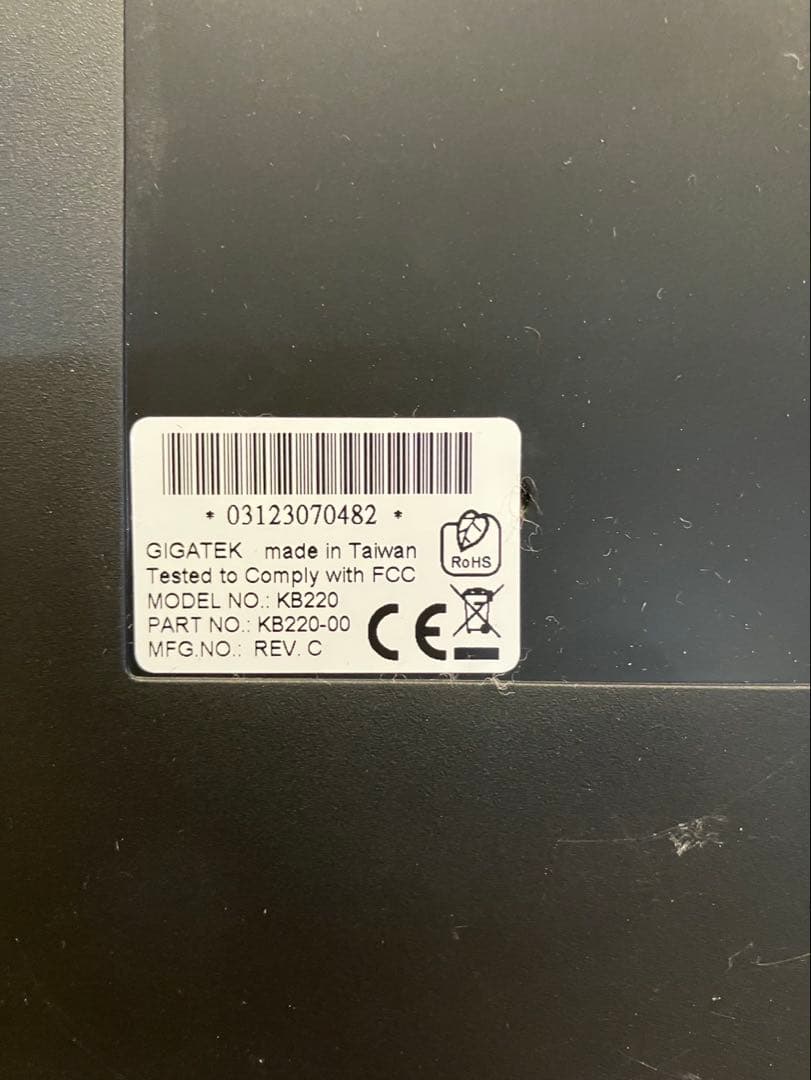 * 03123070482 *
GIGATEK made in Taiwan
Tested to Comply with FCC
MODEL NO.: KB220
PART NO.: KB220-00
MFG.NO.: REV. C
RoHS
CE